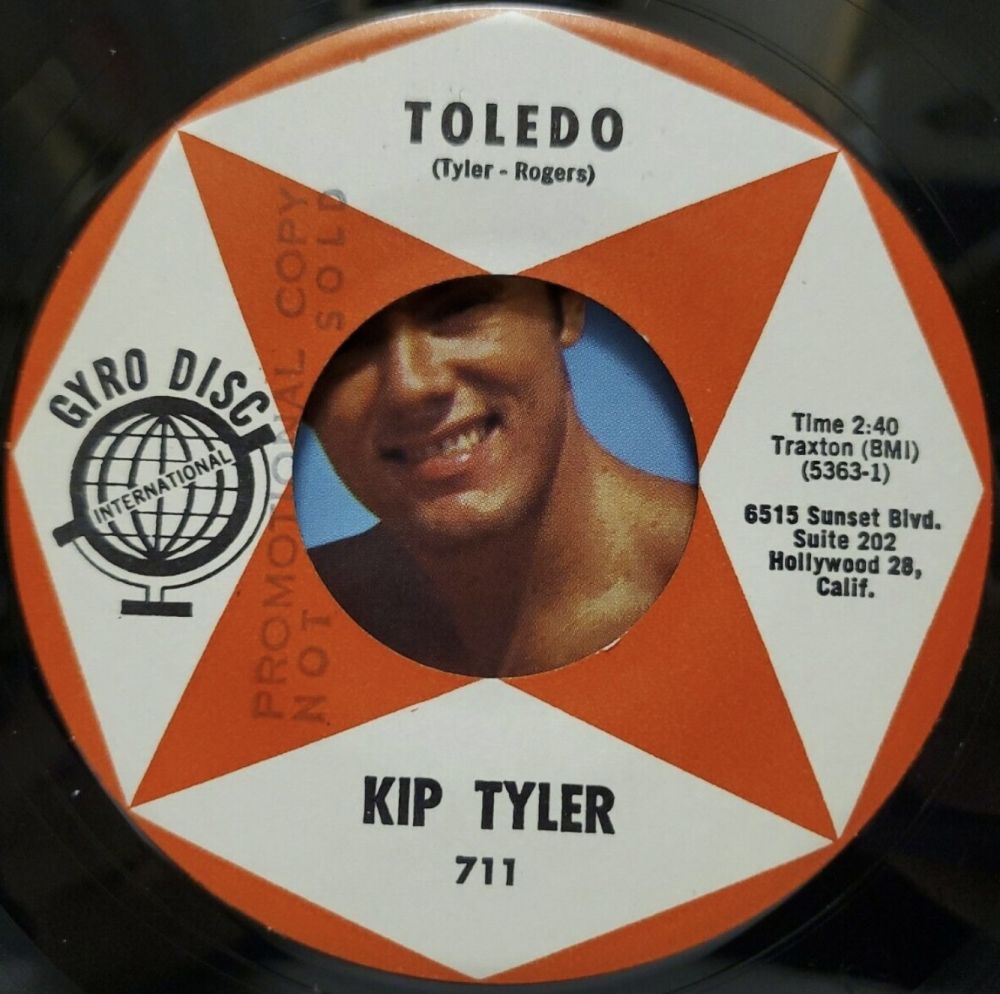 TOLEDO
(Tyler - Rogers)
PROMOTIONAL COPY
NOT SOLD
GYRO DISC
INTERNATIONAL
Time 2:40
Traxton (BMI)
(5363-1)
6515 Sunset Blvd.
Suite 202
Hollywood 28,
Calif.
KIP TYLER
711